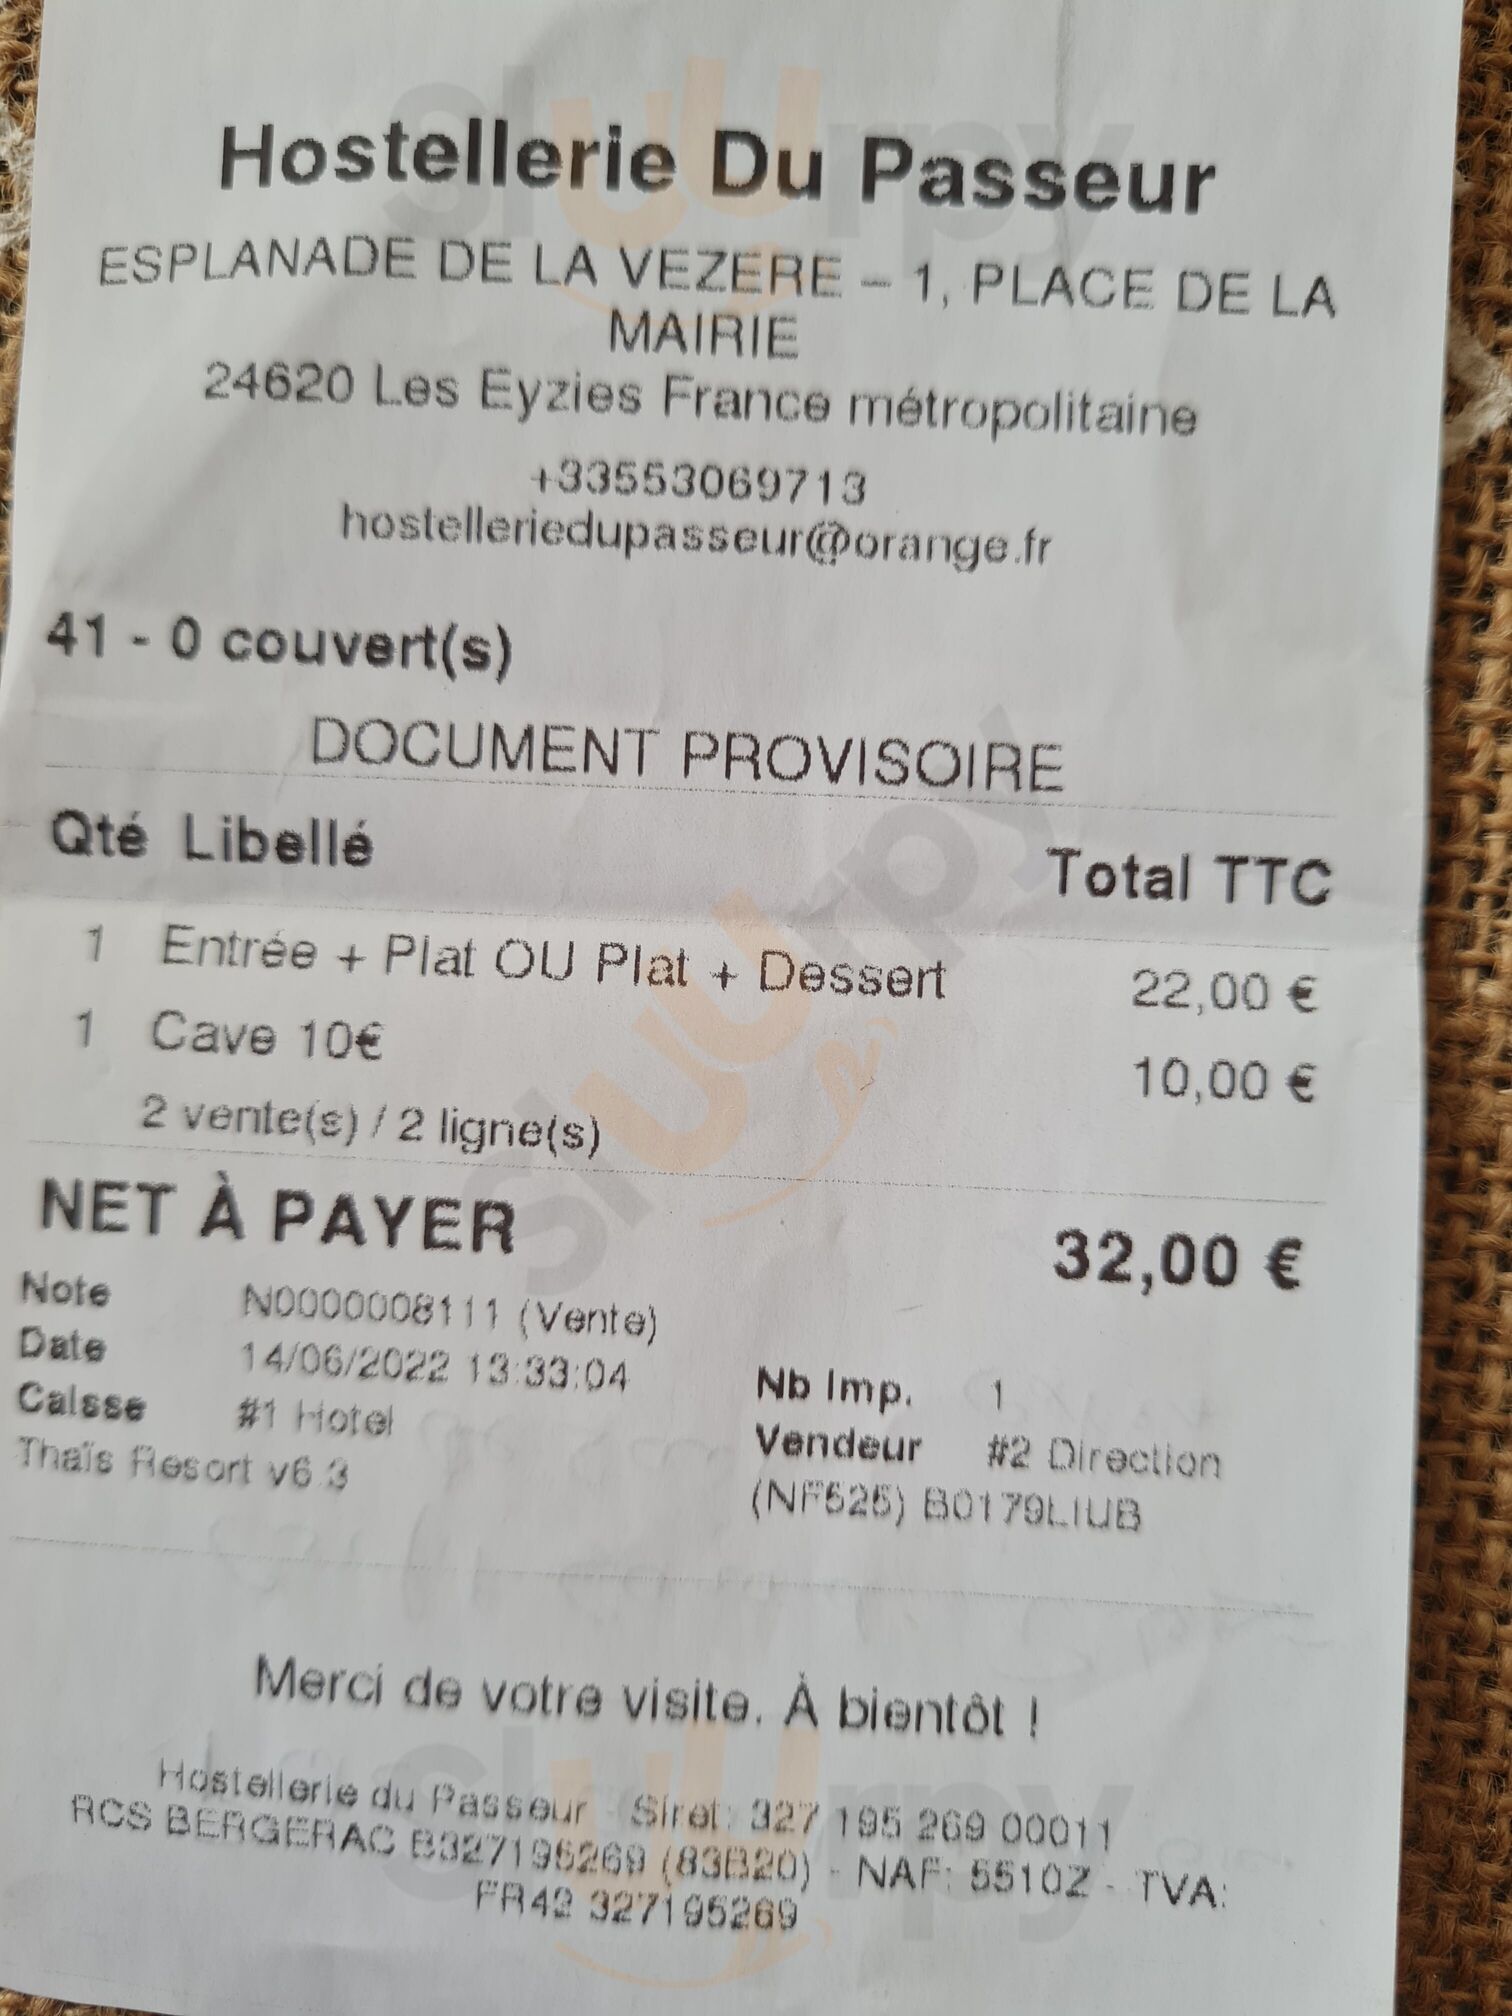 Hostellerie Du Passeur
ESPLANADE DE LA VEZERE – 1, PLACE DE LA
MAIRIE
24620 Les Eyzies France métropolitaine
+33553069713
hostelleriedupasseur@orange.fr
41 - 0 couvert(s)
DOCUMENT PROVISOIRE
Qté Libellé Total TTC
1 Entrée + Plat OU Plat + Dessert 22,00 €
1 Cave 10€ 10,00 €
2 vente(s) / 2 ligne(s)
NET À PAYER 32,00 €
Note N0000008111 (Vente)
Date 14/06/2022 13:33:04 Nb Imp. 1
Caisse #1 Hotel Vendeur #2 Direction
Thaïs Resort v6.3 (NF525) B0179LIUB
Merci de votre visite. À bientôt !
Hostellerie du Passeur Siret: 327 195 269 00011
RCS BERGERAC B327195269 (83B20) - NAF: 5510Z - TVA:
FR42 327195269
sluurpy
sluurpy
sluurpy